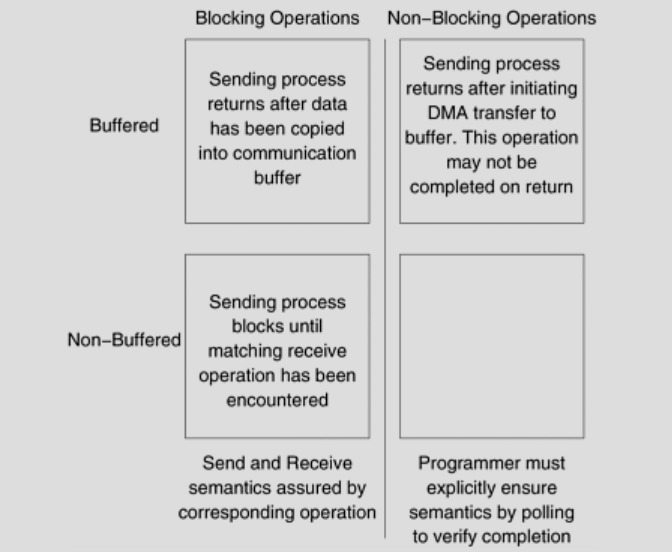 Blocking Operations
Non–Blocking Operations
Buffered
Sending process
returns after data
has been copied
into communication
buffer
Sending process
returns after initiating
DMA transfer to
buffer. This operation
may not be
completed on return
Non–Buffered
Sending process
blocks until
matching receive
operation has been
encountered
Send and Receive
semantics assured by
corresponding operation
Programmer must
explicitly ensure
semantics by polling
to verify completion